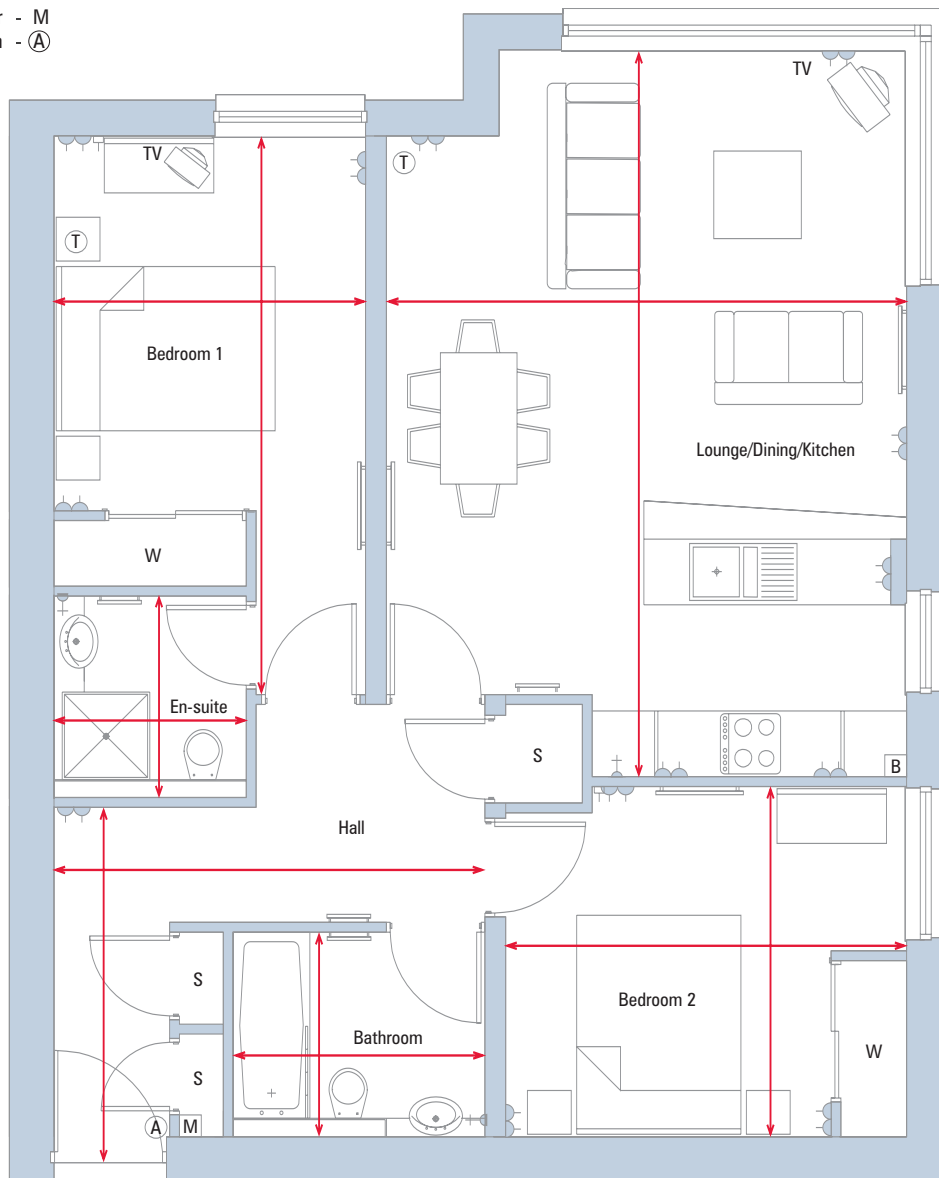 - M
- Ⓐ
TV
TV
T
T
Bedroom 1
Lounge/Dining/Kitchen
W
En-suite
S
B
Hall
S
Bedroom 2
Bathroom
W
S
A
M